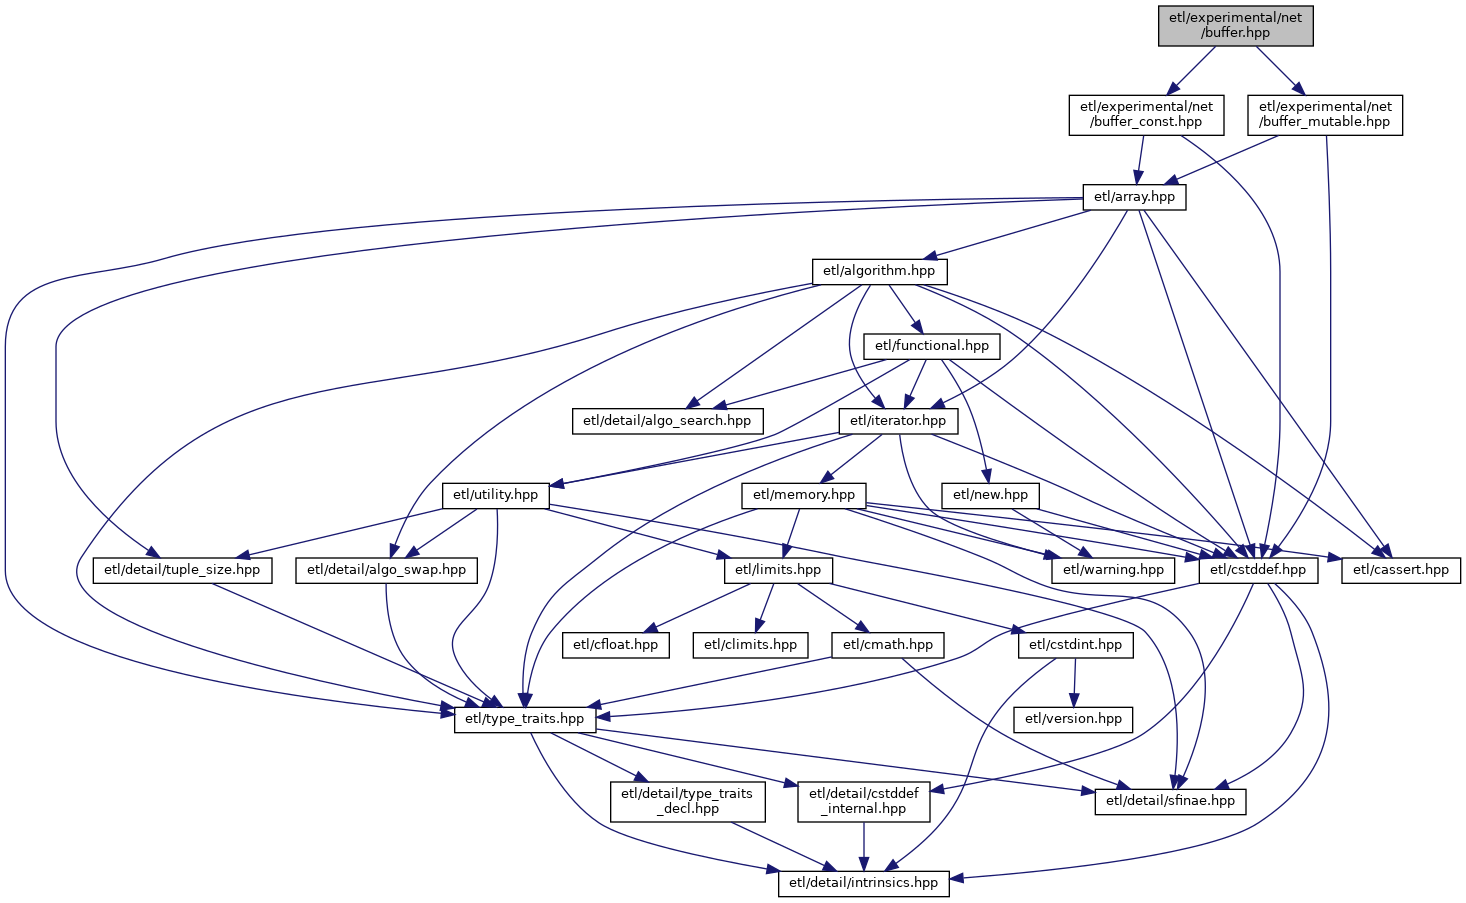 etl/experimental/net
/buffer.hpp
etl/experimental/net
/buffer_const.hpp
etl/experimental/net
/buffer_mutable.hpp
etl/array.hpp
etl/algorithm.hpp
etl/functional.hpp
etl/detail/algo_search.hpp
etl/iterator.hpp
etl/utility.hpp
etl/memory.hpp
etl/new.hpp
etl/detail/tuple_size.hpp
etl/detail/algo_swap.hpp
etl/limits.hpp
etl/warning.hpp
etl/cstddef.hpp
etl/cassert.hpp
etl/cfloat.hpp
etl/climits.hpp
etl/cmath.hpp
etl/cstdint.hpp
etl/type_traits.hpp
etl/version.hpp
etl/detail/type_traits
_decl.hpp
etl/detail/cstddef
_internal.hpp
etl/detail/sfinae.hpp
etl/detail/intrinsics.hpp